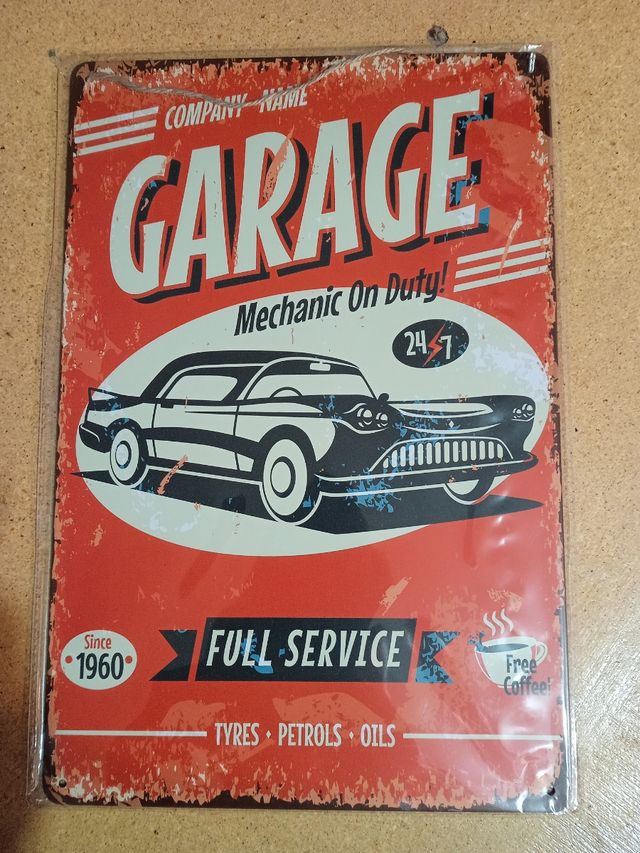 COMPANY NAME
GARAGE
Mechanic On Duty!
24 7
FULL SERVICE
Since
1960
Free
Coffee!
TYRES • PETROLS • OILS